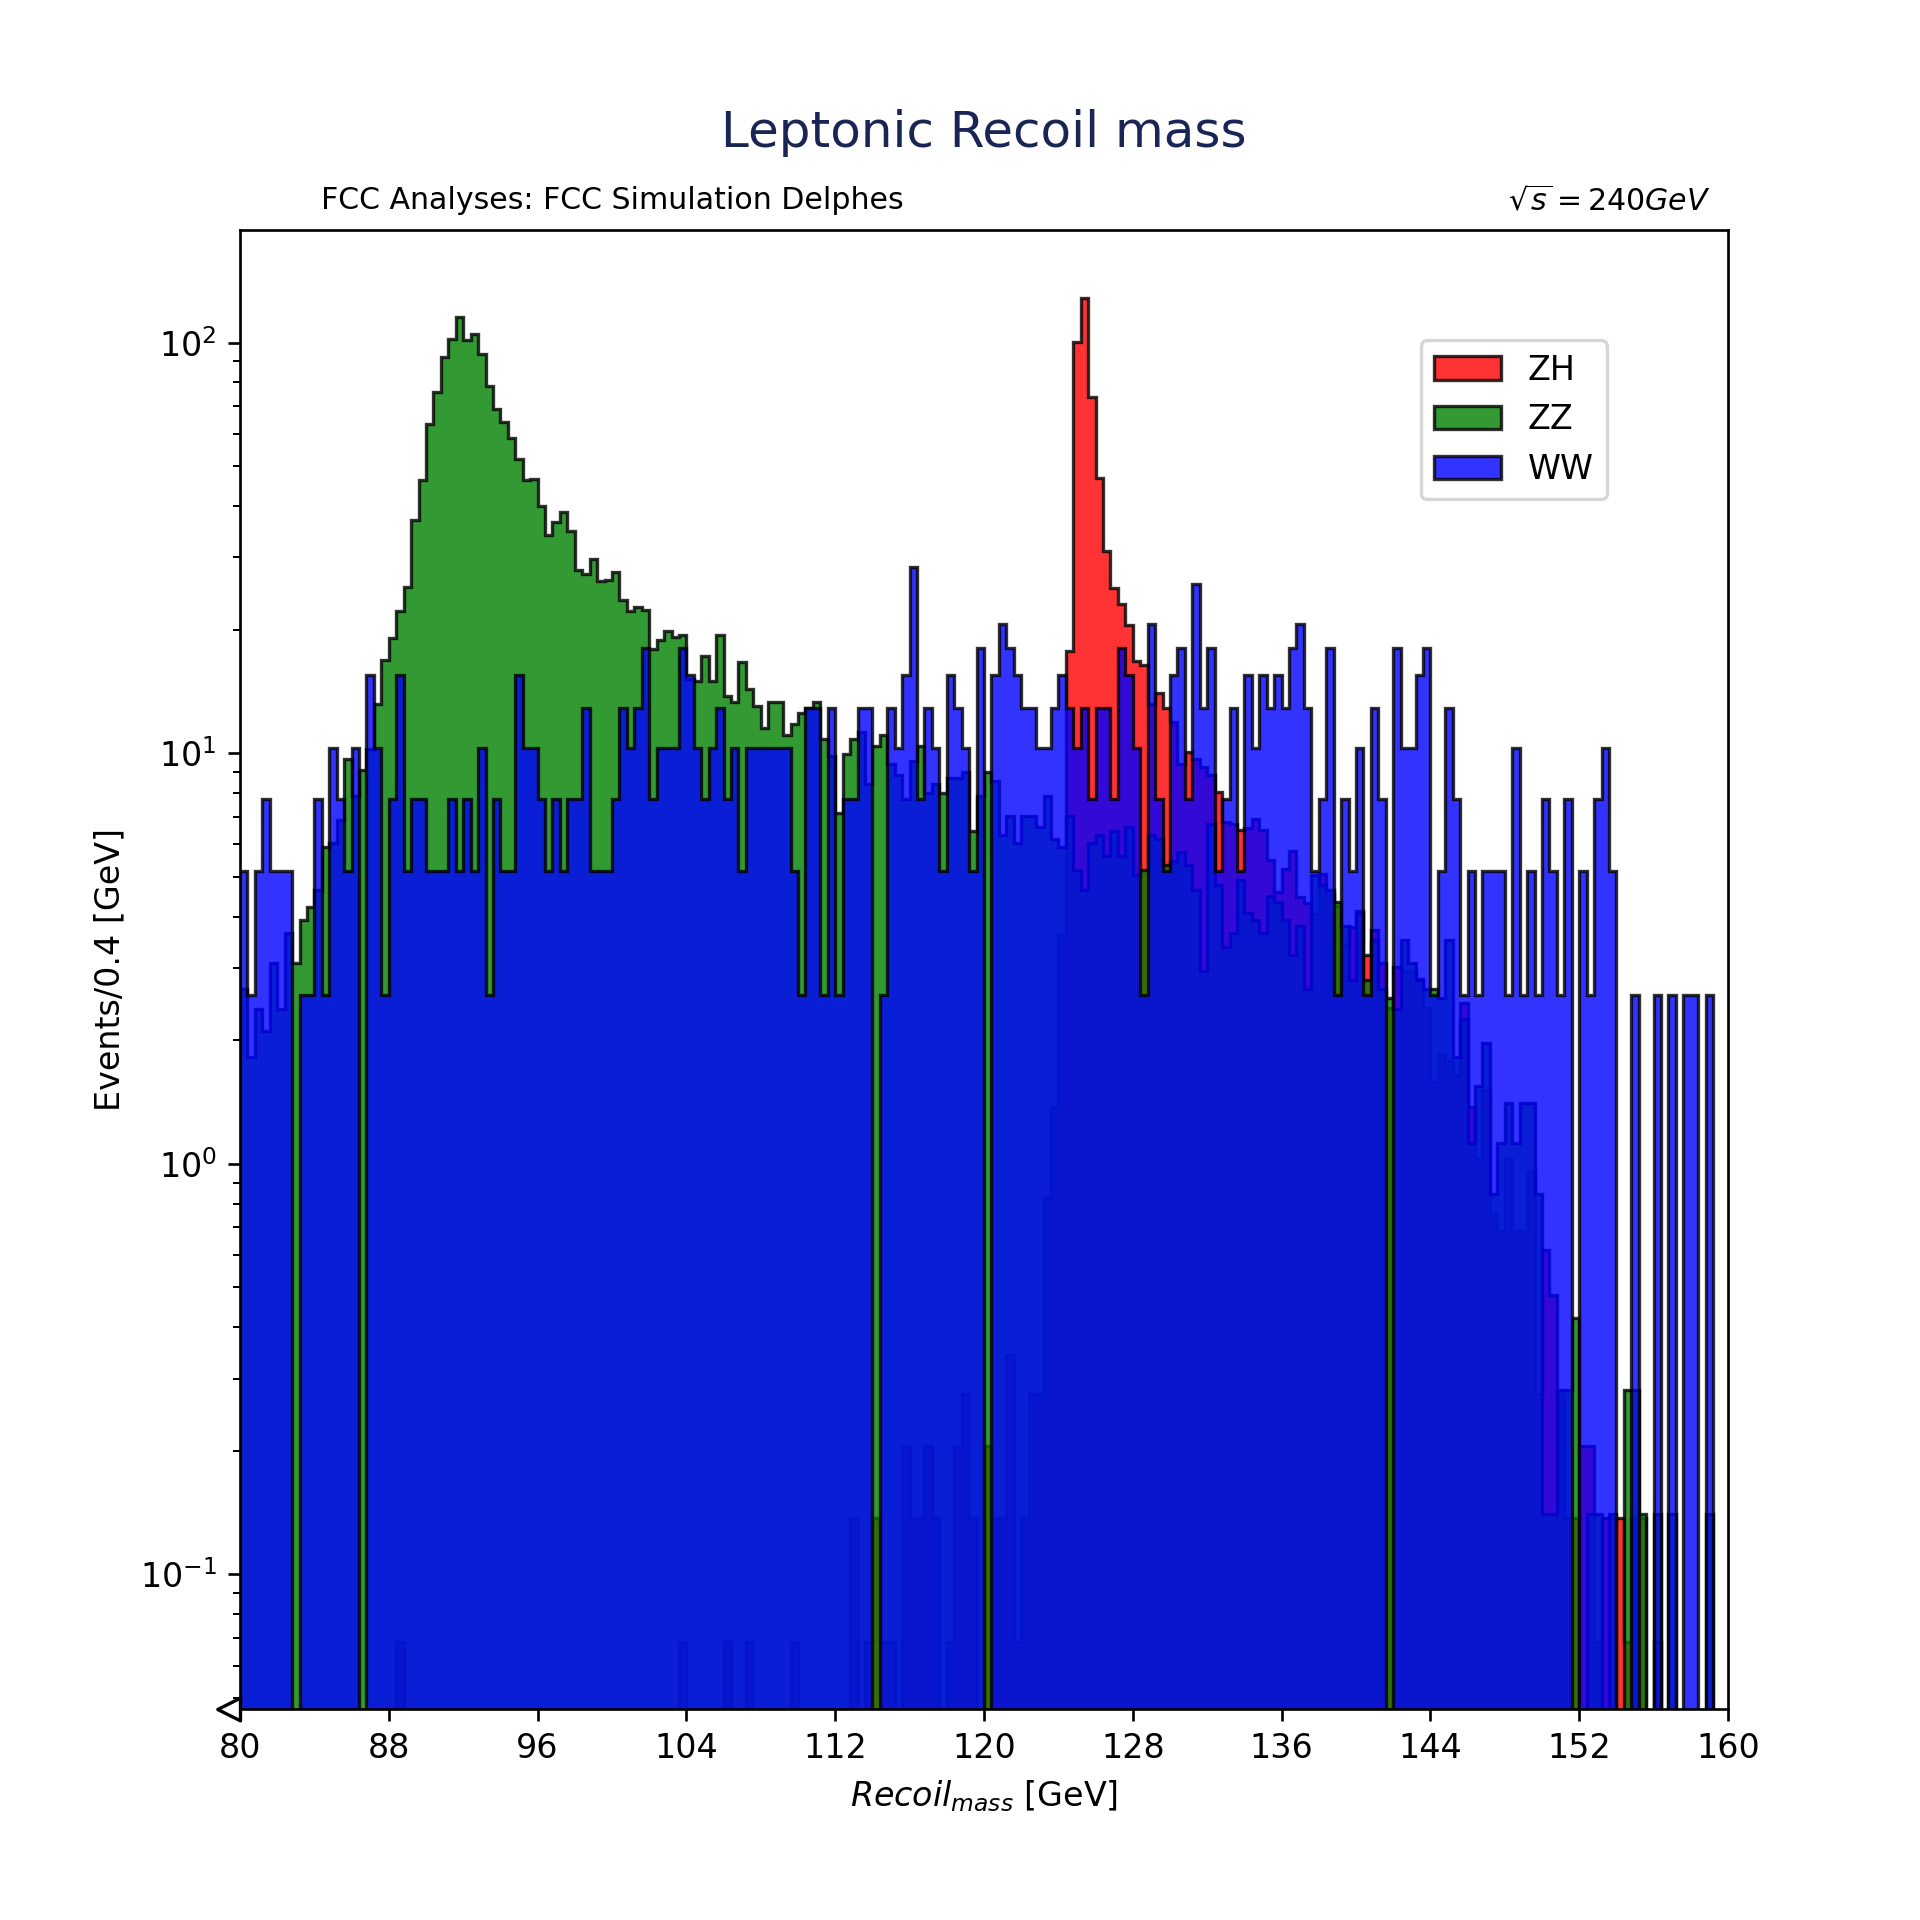 Leptonic Recoil mass
FCC Analyses: FCC Simulation Delphes
√s = 240GeV
ZH
ZZ
WW
Events/0.4 [GeV]
10²
10¹
10⁰
10⁻¹
80 88 96 104 112 120 128 136 144 152 160
Recoil_mass [GeV]